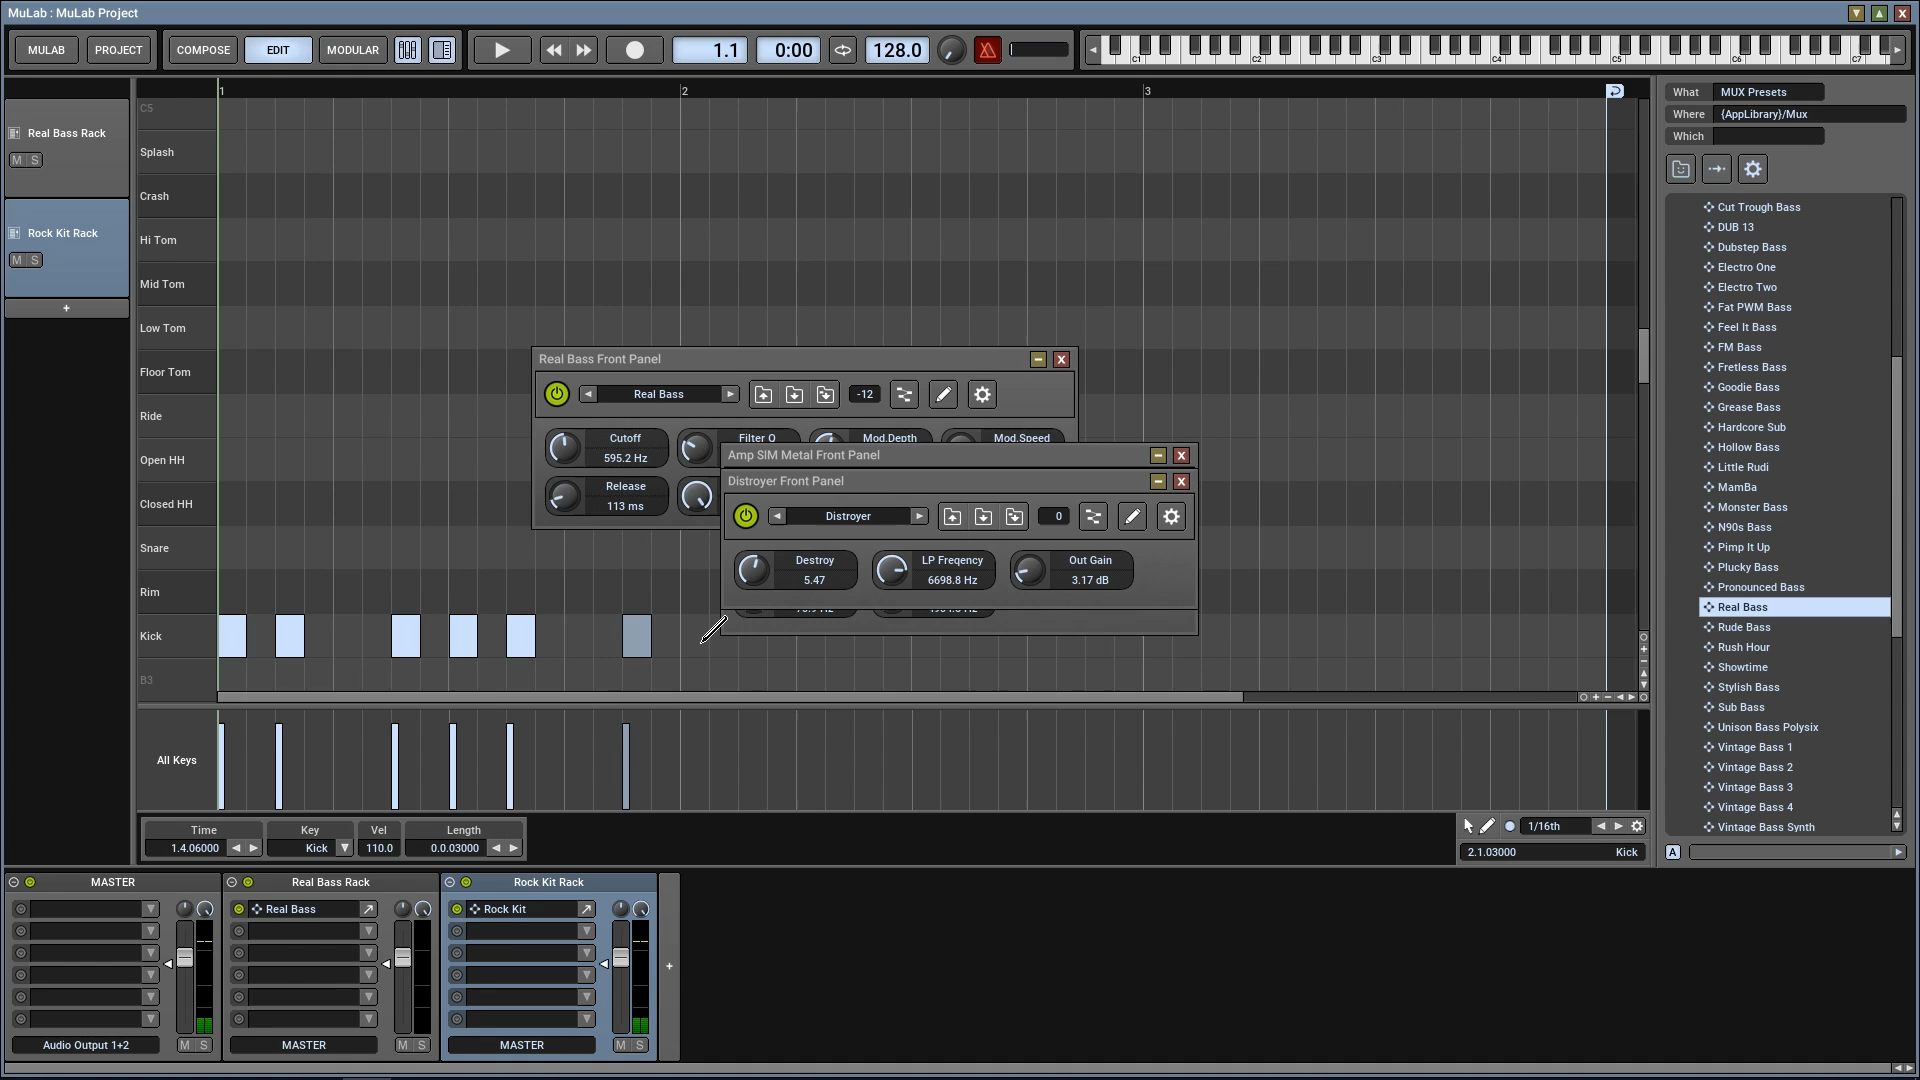 MuLab : MuLab Project
MULAB PROJECT COMPOSE EDIT MODULAR 1.1 0:00 128.0
C1 C2 C3 C4 C5 C6 C7
1 2 3
Real Bass Rack
M S
Rock Kit Rack
M S
+
C5
Splash
Crash
Hi Tom
Mid Tom
Low Tom
Floor Tom
Ride
Open HH
Closed HH
Snare
Rim
Kick
B3
Real Bass Front Panel
Real Bass -12
Cutoff Filter Q Mod.Depth Mod.Speed
595.2 Hz
Release
113 ms
Amp SIM Metal Front Panel
Distroyer Front Panel
Distroyer 0
Destroy LP Freqency Out Gain
5.47 6698.8 Hz 3.17 dB
All Keys
Time Key Vel Length
1.4.06000 Kick 110.0 0.0.03000
1/16th
2.1.03000 Kick
What MUX Presets
Where {AppLibrary}/Mux
Which
Cut Trough Bass
DUB 13
Dubstep Bass
Electro One
Electro Two
Fat PWM Bass
Feel It Bass
FM Bass
Fretless Bass
Goodie Bass
Grease Bass
Hardcore Sub
Hollow Bass
Little Rudi
MamBa
Monster Bass
N90s Bass
Pimp It Up
Plucky Bass
Pronounced Bass
Real Bass
Rude Bass
Rush Hour
Showtime
Stylish Bass
Sub Bass
Unison Bass Polysix
Vintage Bass 1
Vintage Bass 2
Vintage Bass 3
Vintage Bass 4
Vintage Bass Synth
A
MASTER Real Bass Rack Rock Kit Rack
Real Bass Rock Kit
+
Audio Output 1+2 M S MASTER M S MASTER M S